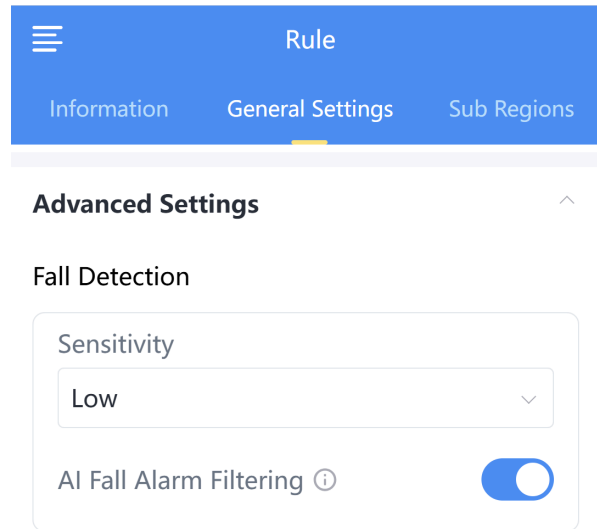 Rule
Information General Settings Sub Regions
Advanced Settings
Fall Detection
Sensitivity
Low
AI Fall Alarm Filtering